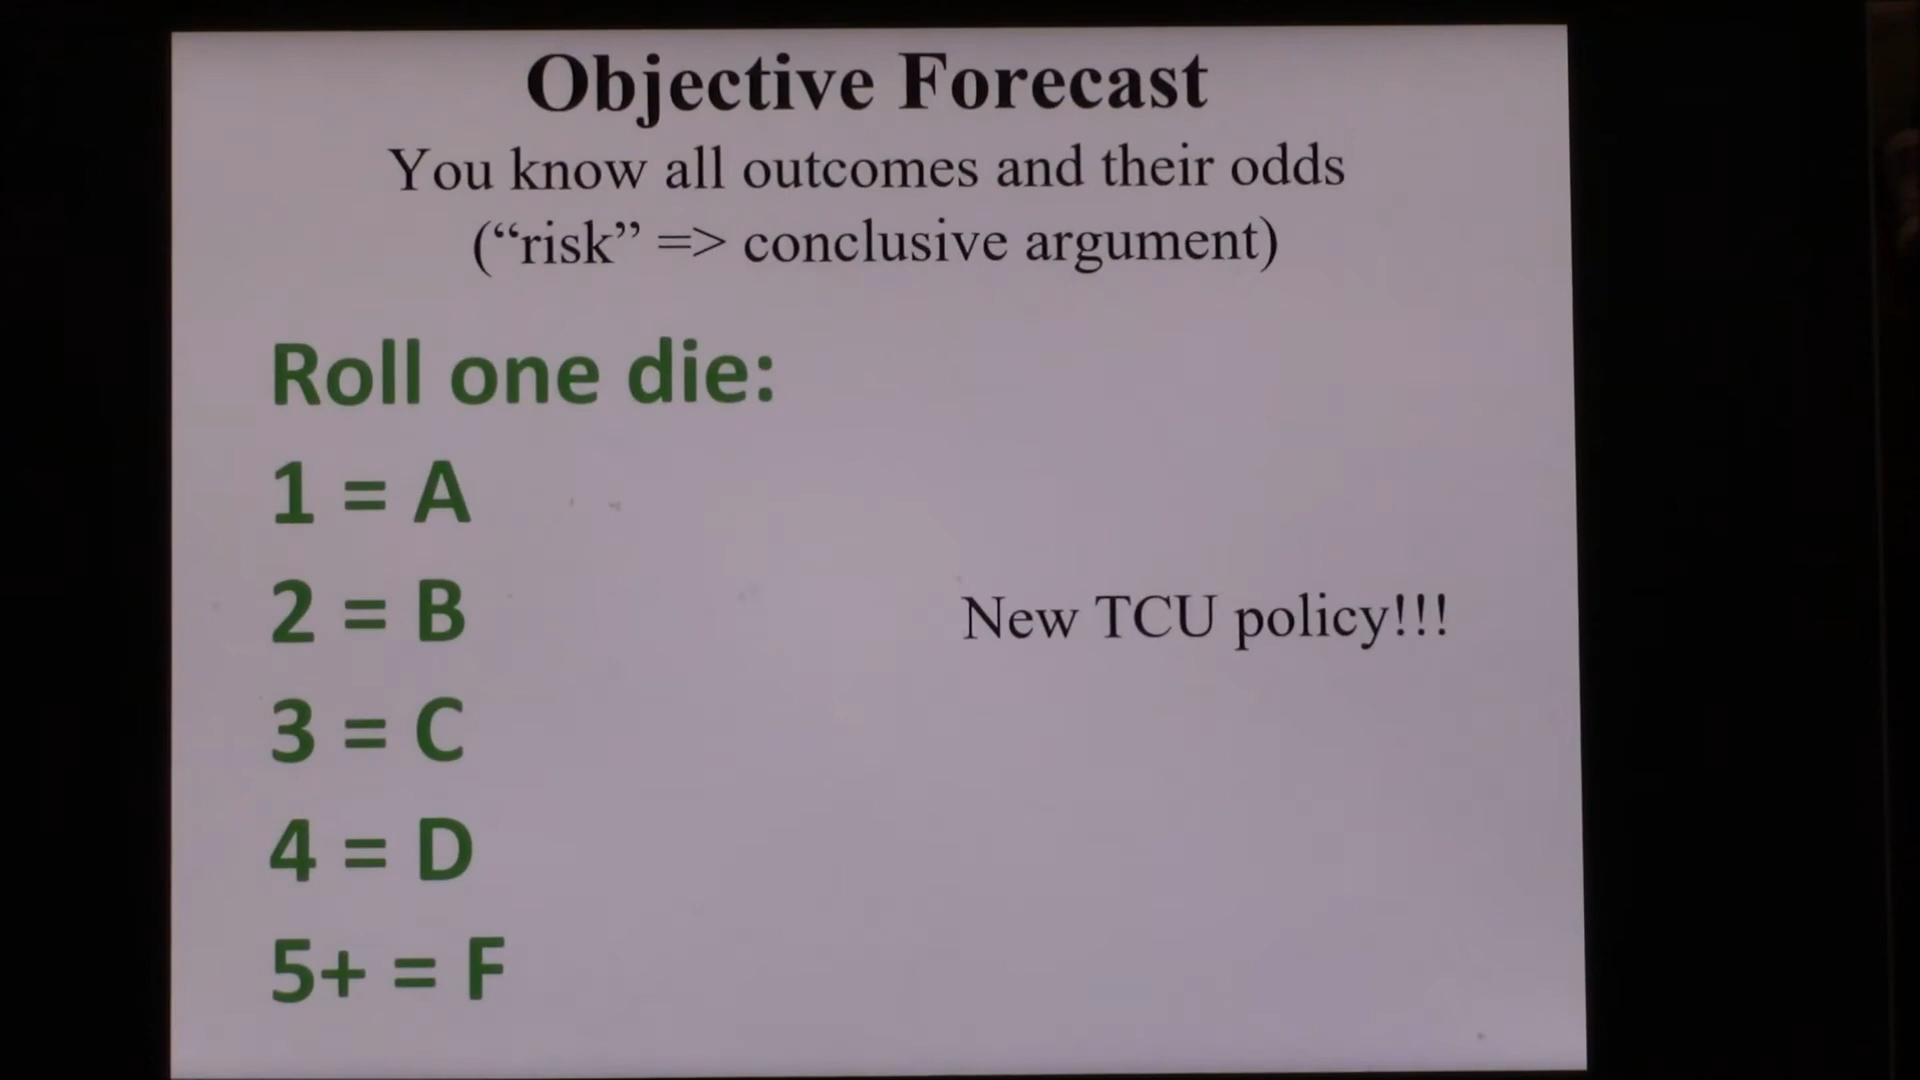 Objective Forecast
You know all outcomes and their odds
(“risk” => conclusive argument)
Roll one die:
1 = A
2 = B
New TCU policy!!!
3 = C
4 = D
5+ = F